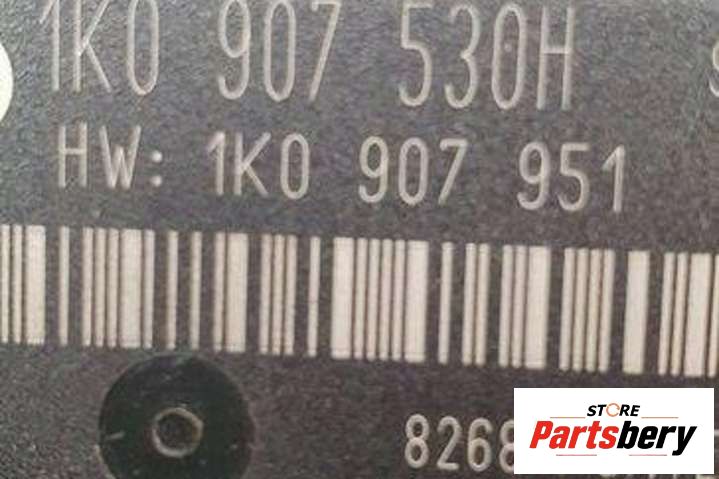 1K0 907 530H
HW: 1K0 907 951
8268
STORE
Partsbery